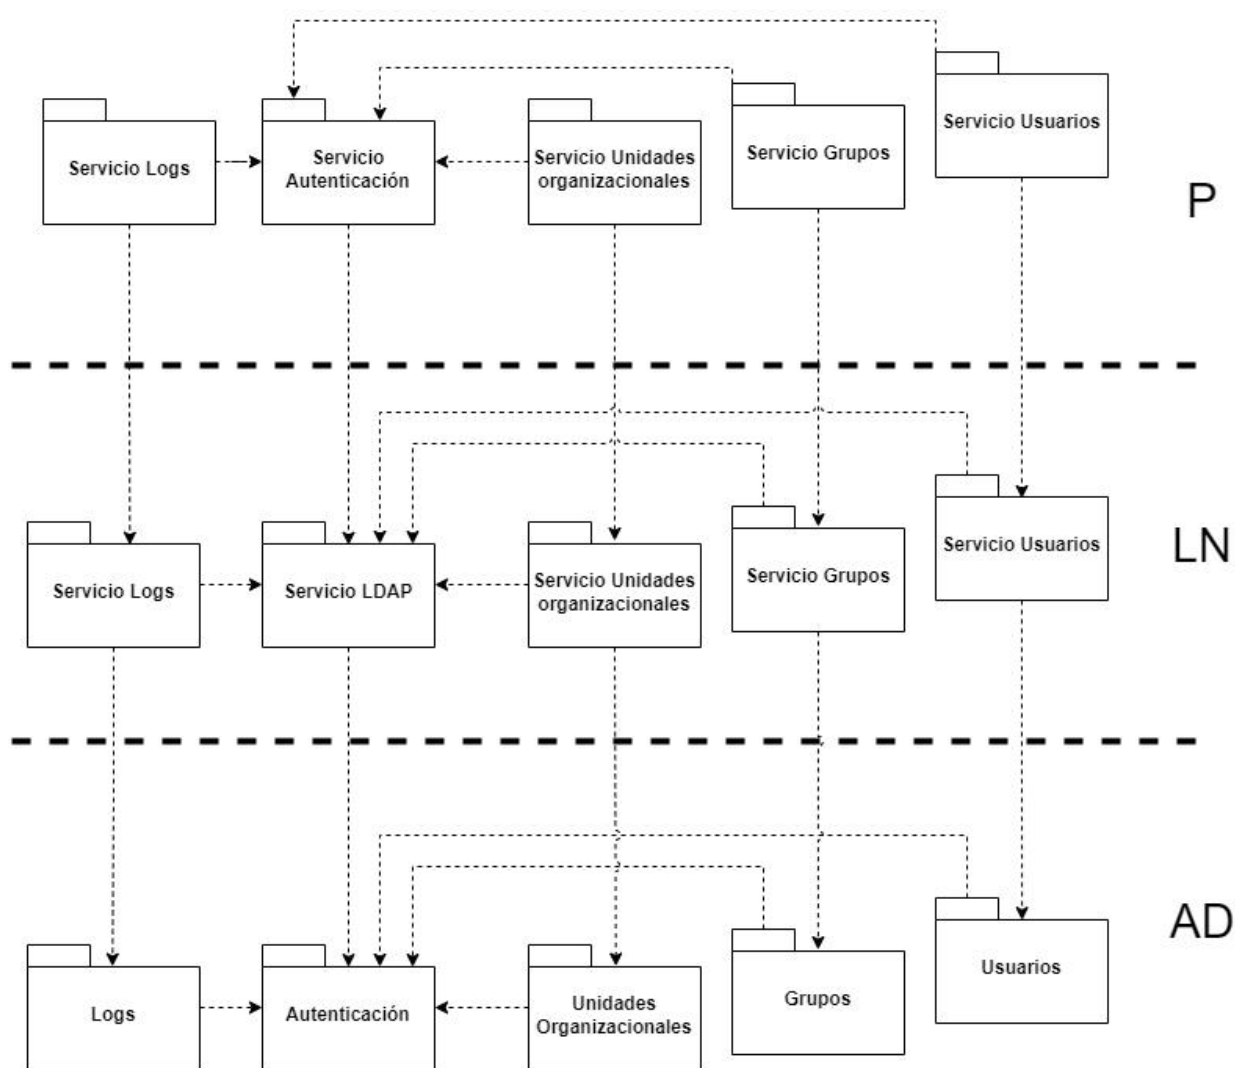 Servicio Logs
Servicio
Autenticación
Servicio Unidades
organizacionales
Servicio Grupos
Servicio Usuarios
P
Servicio Logs
Servicio LDAP
Servicio Unidades
organizacionales
Servicio Grupos
Servicio Usuarios
LN
Logs
Autenticación
Unidades
Organizacionales
Grupos
Usuarios
AD